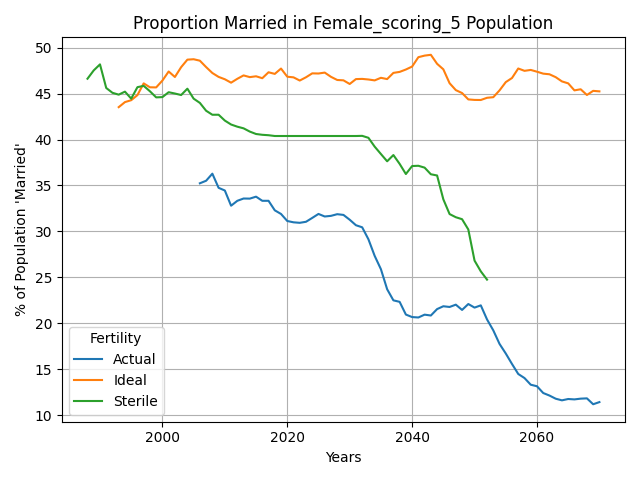 Proportion Married in Female_scoring_5 Population
% of Population 'Married'
50
45
40
35
30
25
20
15
10
Fertility
Actual
Ideal
Sterile
2000 2020 2040 2060
Years